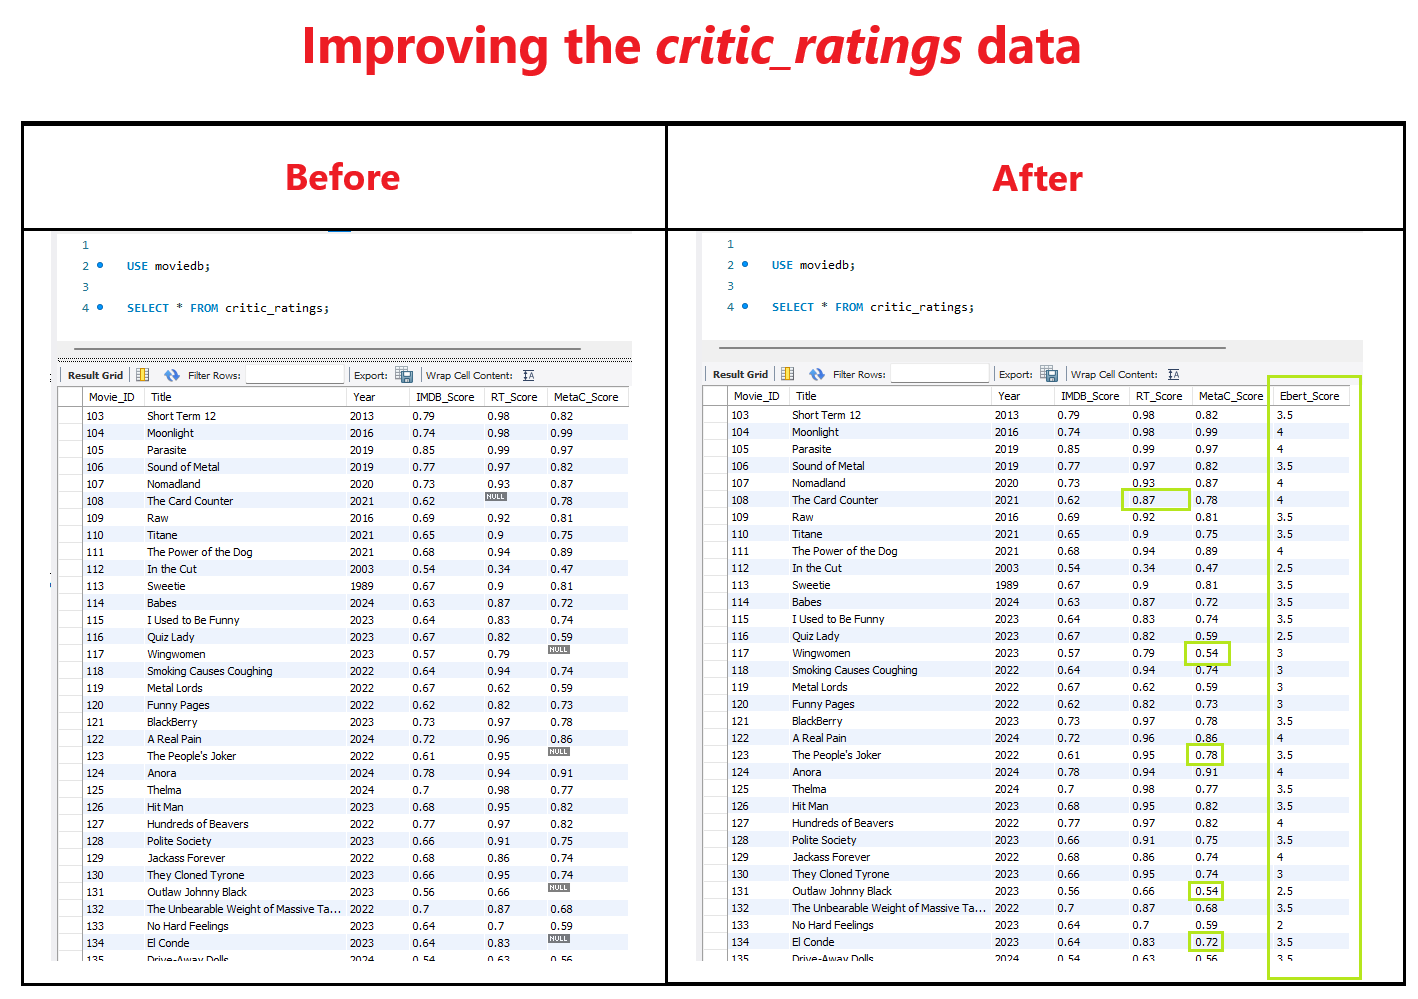 Improving the critic_ratings data
Before
After
1
2 USE moviedb;
3
4 SELECT * FROM critic_ratings;
Result Grid Filter Rows: Export: Wrap Cell Content: IA
Movie_ID Title Year IMDB_Score RT_Score MetaC_Score
103 Short Term 12 2013 0.79 0.98 0.82
104 Moonlight 2016 0.74 0.98 0.99
105 Parasite 2019 0.85 0.99 0.97
106 Sound of Metal 2019 0.77 0.97 0.82
107 Nomadland 2020 0.73 0.93 0.87
108 The Card Counter 2021 0.62 NULL 0.78
109 Raw 2016 0.69 0.92 0.81
110 Titane 2021 0.65 0.9 0.75
111 The Power of the Dog 2021 0.68 0.94 0.89
112 In the Cut 2003 0.54 0.34 0.47
113 Sweetie 1989 0.67 0.9 0.81
114 Babes 2024 0.63 0.87 0.72
115 I Used to Be Funny 2023 0.64 0.83 0.74
116 Quiz Lady 2023 0.67 0.82 0.59
117 Wingwomen 2023 0.57 0.79 NULL
118 Smoking Causes Coughing 2022 0.64 0.94 0.74
119 Metal Lords 2022 0.67 0.62 0.59
120 Funny Pages 2022 0.62 0.82 0.73
121 BlackBerry 2023 0.73 0.97 0.78
122 A Real Pain 2024 0.72 0.96 0.86
123 The People's Joker 2022 0.61 0.95 NULL
124 Anora 2024 0.78 0.94 0.91
125 Thelma 2024 0.7 0.98 0.77
126 Hit Man 2023 0.68 0.95 0.82
127 Hundreds of Beavers 2022 0.77 0.97 0.82
128 Polite Society 2023 0.66 0.91 0.75
129 Jackass Forever 2022 0.68 0.86 0.74
130 They Cloned Tyrone 2023 0.66 0.95 0.74
131 Outlaw Johnny Black 2023 0.56 0.66 NULL
132 The Unbearable Weight of Massive Ta... 2022 0.7 0.87 0.68
133 No Hard Feelings 2023 0.64 0.7 0.59
134 El Conde 2023 0.64 0.83 NULL
135 Drive-Away Dolls 2024 0.54 0.63 0.56
1
2 USE moviedb;
3
4 SELECT * FROM critic_ratings;
Result Grid Filter Rows: Export: Wrap Cell Content: IA
Movie_ID Title Year IMDB_Score RT_Score MetaC_Score Ebert_Score
103 Short Term 12 2013 0.79 0.98 0.82 3.5
104 Moonlight 2016 0.74 0.98 0.99 4
105 Parasite 2019 0.85 0.99 0.97 4
106 Sound of Metal 2019 0.77 0.97 0.82 3.5
107 Nomadland 2020 0.73 0.93 0.87 4
108 The Card Counter 2021 0.62 0.87 0.78 4
109 Raw 2016 0.69 0.92 0.81 3.5
110 Titane 2021 0.65 0.9 0.75 3.5
111 The Power of the Dog 2021 0.68 0.94 0.89 4
112 In the Cut 2003 0.54 0.34 0.47 2.5
113 Sweetie 1989 0.67 0.9 0.81 3.5
114 Babes 2024 0.63 0.87 0.72 3.5
115 I Used to Be Funny 2023 0.64 0.83 0.74 3.5
116 Quiz Lady 2023 0.67 0.82 0.59 2.5
117 Wingwomen 2023 0.57 0.79 0.54 3
118 Smoking Causes Coughing 2022 0.64 0.94 0.74 3
119 Metal Lords 2022 0.67 0.62 0.59 3
120 Funny Pages 2022 0.62 0.82 0.73 3
121 BlackBerry 2023 0.73 0.97 0.78 3.5
122 A Real Pain 2024 0.72 0.96 0.86 4
123 The People's Joker 2022 0.61 0.95 0.78 3.5
124 Anora 2024 0.78 0.94 0.91 4
125 Thelma 2024 0.7 0.98 0.77 3.5
126 Hit Man 2023 0.68 0.95 0.82 3.5
127 Hundreds of Beavers 2022 0.77 0.97 0.82 4
128 Polite Society 2023 0.66 0.91 0.75 3.5
129 Jackass Forever 2022 0.68 0.86 0.74 4
130 They Cloned Tyrone 2023 0.66 0.95 0.74 3
131 Outlaw Johnny Black 2023 0.56 0.66 0.54 2.5
132 The Unbearable Weight of Massive Ta... 2022 0.7 0.87 0.68 3.5
133 No Hard Feelings 2023 0.64 0.7 0.59 2
134 El Conde 2023 0.64 0.83 0.72 3.5
135 Drive-Away Dolls 2024 0.54 0.63 0.56 3.5